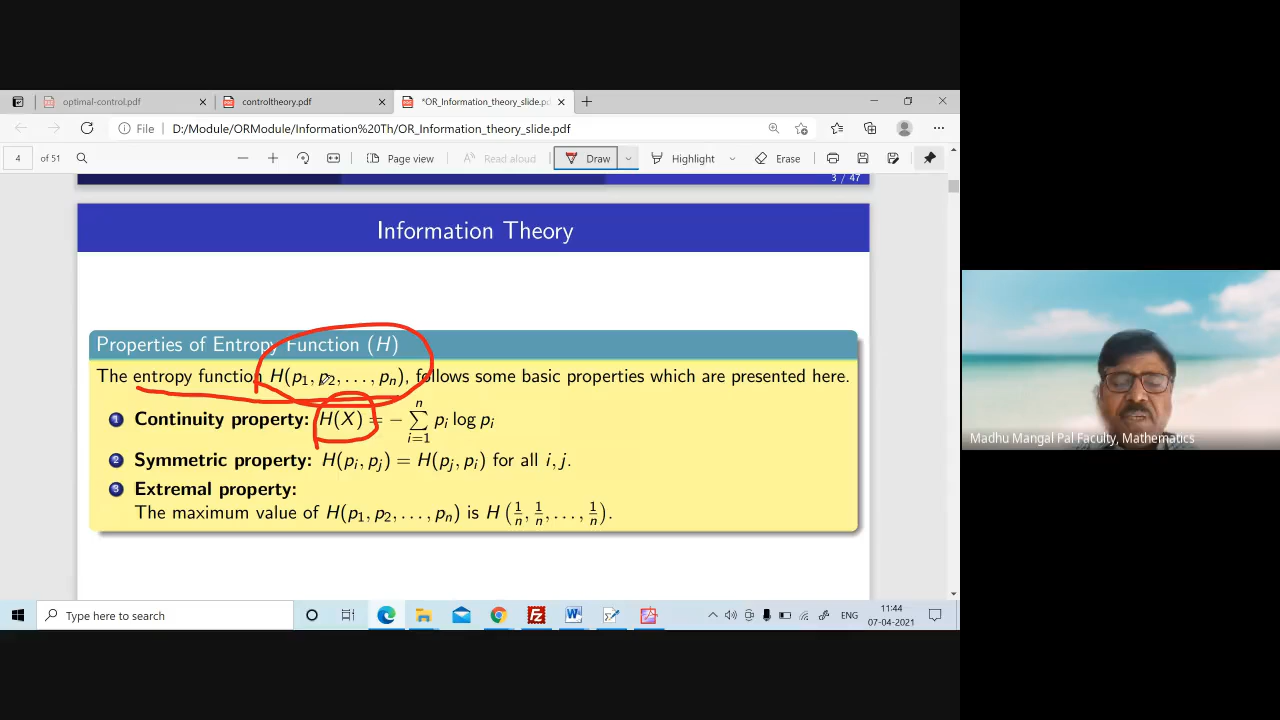 optimal-control.pdf
controltheory.pdf
*OR_Information_theory_slide.pd
File
D:/Module/ORModule/Information%20Th/OR_Information_theory_slide.pdf
4 of 51
Page view
Read aloud
Draw
Highlight
Erase
3 / 47
Information Theory
Properties of Entropy Function (H)
The entropy function H(p₁, p₂, . . . , pₙ), follows some basic properties which are presented here.
1 Continuity property: H(X) = − ∑ᵢ₌₁ⁿ pᵢ log pᵢ
2 Symmetric property: H(pᵢ, pⱼ) = H(pⱼ, pᵢ) for all i, j.
3 Extremal property:
The maximum value of H(p₁, p₂, . . . , pₙ) is H (1/n, 1/n, . . . , 1/n).
Madhu Mangal Pal Faculty, Mathematics
Type here to search
ENG
11:44
07-04-2021